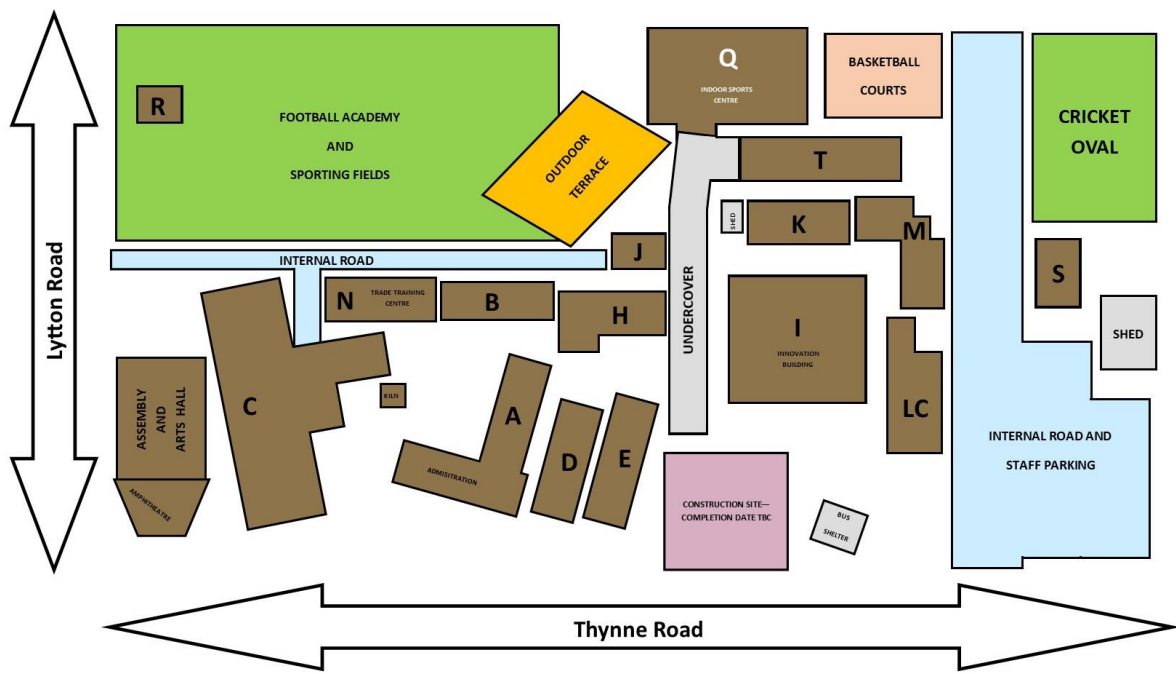 Q
INDOOR SPORTS
CENTRE
BASKETBALL
COURTS
R
FOOTBALL ACADEMY
AND
SPORTING FIELDS
OUTDOOR
TERRACE
CRICKET
OVAL
T
SHED
K
M
J
INTERNAL ROAD
S
N
TRADE TRAINING
CENTRE
B
H
UNDERCOVER
I
INNOVATION
BUILDING
SHED
Lytton Road
ASSEMBLY
AND
ARTS HALL
C
KILN
A
LC
D
E
ADMISITRATION
INTERNAL ROAD AND
STAFF PARKING
AMPHITHEATRE
CONSTRUCTION SITE—
COMPLETION DATE TBC
BUS
SHELTER
Thynne Road